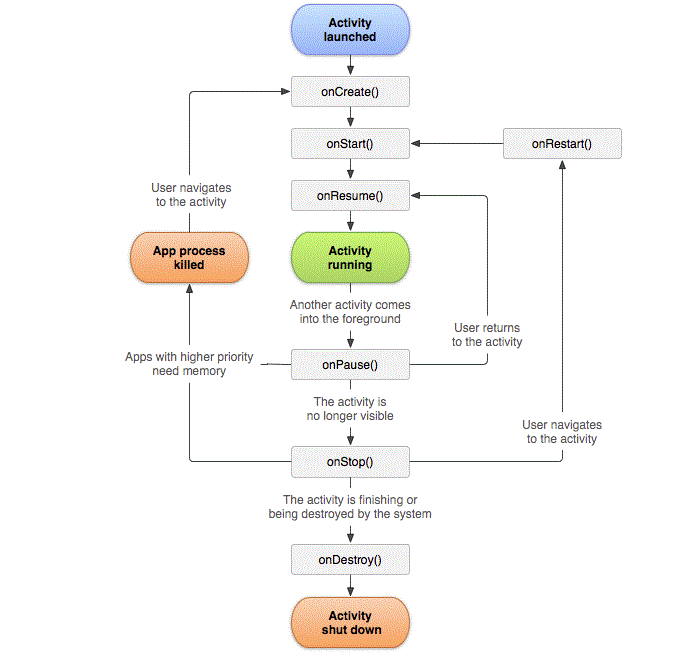 Activity
launched
onCreate()
onStart()
onRestart()
User navigates
to the activity
onResume()
App process
killed
Activity
running
Another activity comes
into the foreground
User returns
to the activity
Apps with higher priority
need memory
onPause()
The activity is
no longer visible
User navigates
to the activity
onStop()
The activity is finishing or
being destroyed by the system
onDestroy()
Activity
shut down